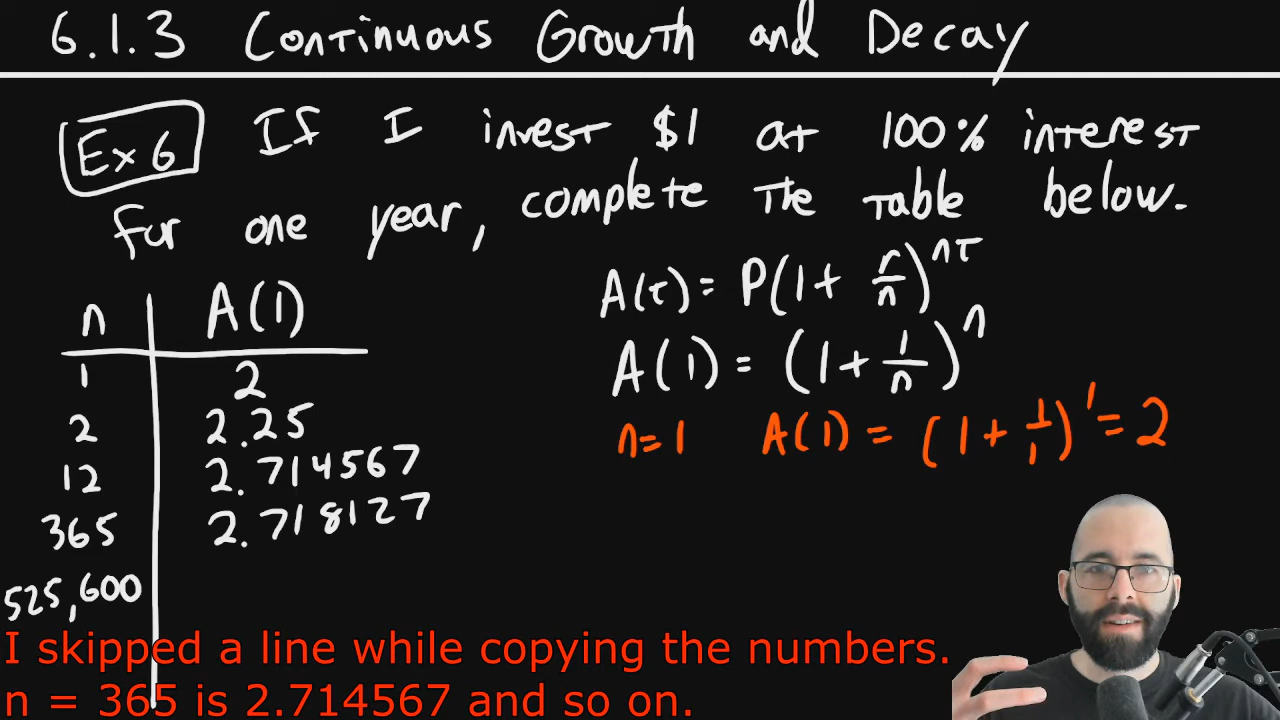 6.1.3 Continuous Growth and Decay
Ex 6 If I invest $1 at 100% interest
for one year, complete the table below.
A(t) = P(1 + r/n)^nt
n | A(1)
A(1) = (1 + 1/n)^n
1 | 2
n=1 A(1) = (1 + 1/1)^1 = 2
2 | 2.25
12 | 2.714567
365 | 2.718127
525,600
I skipped a line while copying the numbers.
n = 365 is 2.714567 and so on.